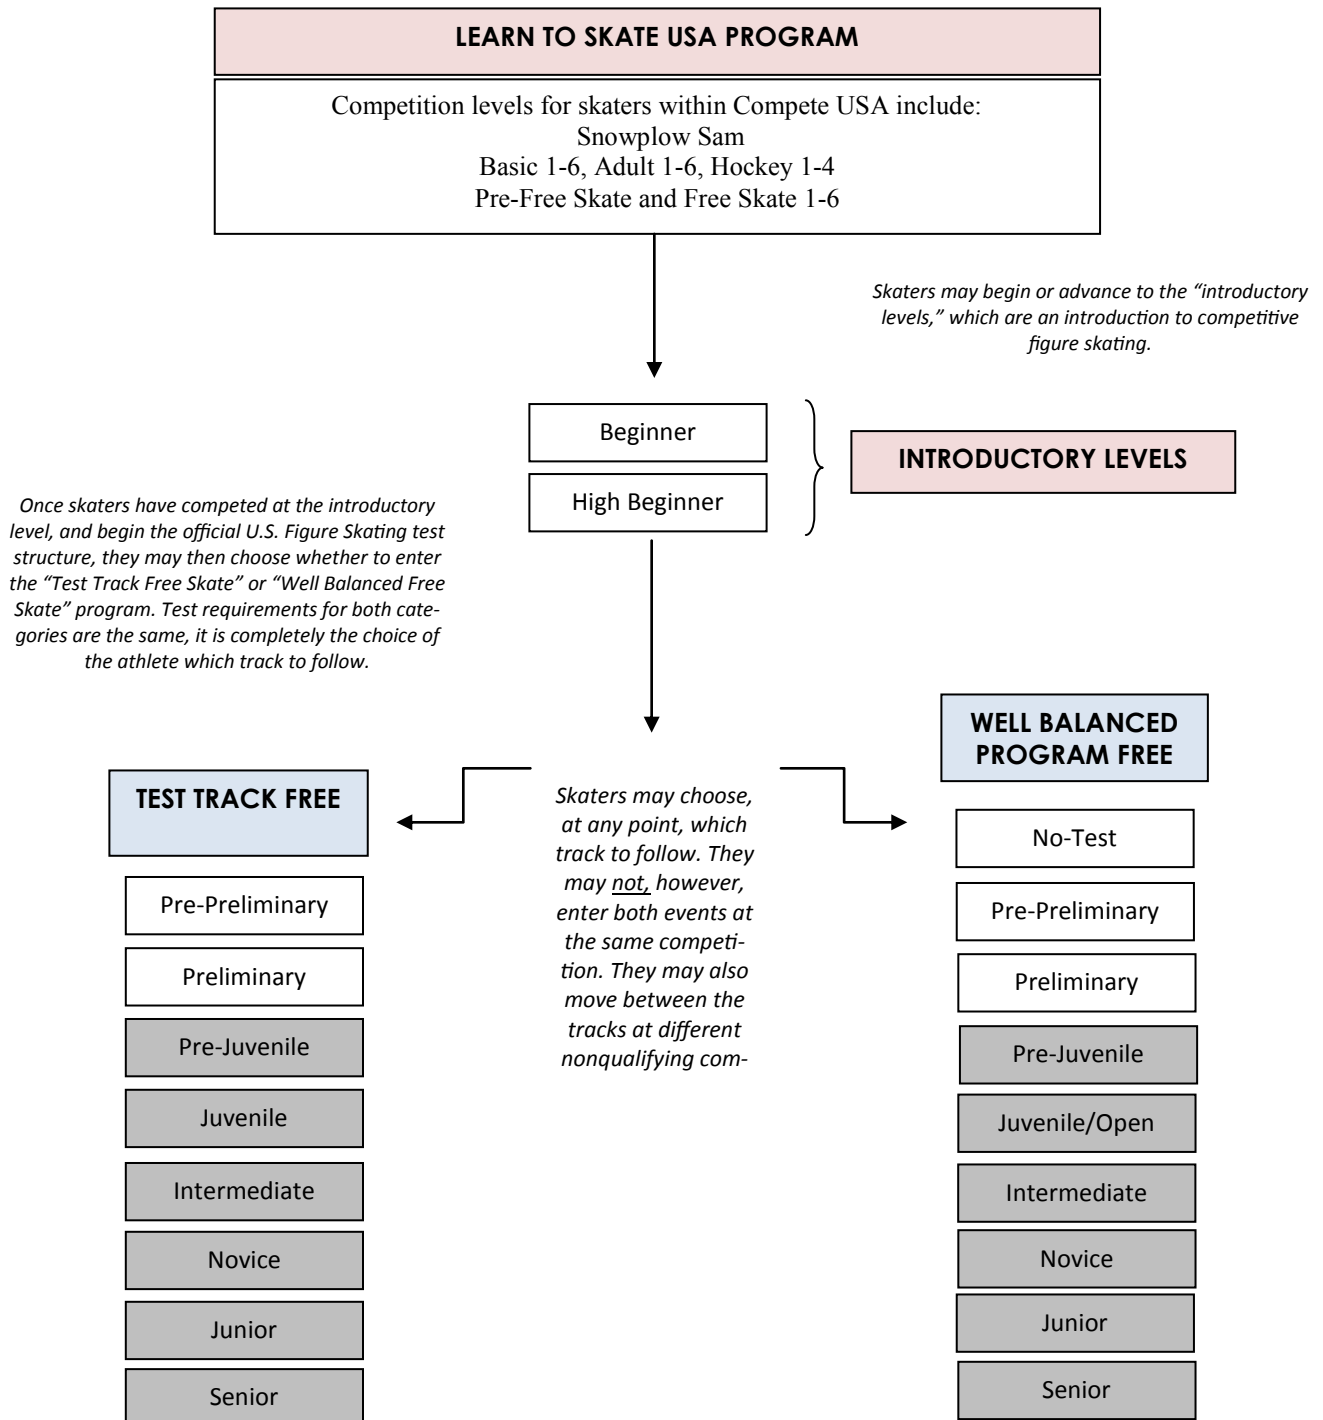 LEARN TO SKATE USA PROGRAM
Competition levels for skaters within Compete USA include:
Snowplow Sam
Basic 1-6, Adult 1-6, Hockey 1-4
Pre-Free Skate and Free Skate 1-6
Skaters may begin or advance to the “introductory
levels,” which are an introduction to competitive
figure skating.
Beginner
High Beginner
INTRODUCTORY LEVELS
Once skaters have competed at the introductory
level, and begin the official U.S. Figure Skating test
structure, they may then choose whether to enter
the “Test Track Free Skate” or “Well Balanced Free
Skate” program. Test requirements for both cate-
gories are the same, it is completely the choice of
the athlete which track to follow.
TEST TRACK FREE
Pre-Preliminary
Preliminary
Pre-Juvenile
Juvenile
Intermediate
Novice
Junior
Senior
Skaters may choose,
at any point, which
track to follow. They
may not, however,
enter both events at
the same competi-
tion. They may also
move between the
tracks at different
nonqualifying com-
WELL BALANCED
PROGRAM FREE
No-Test
Pre-Preliminary
Preliminary
Pre-Juvenile
Juvenile/Open
Intermediate
Novice
Junior
Senior